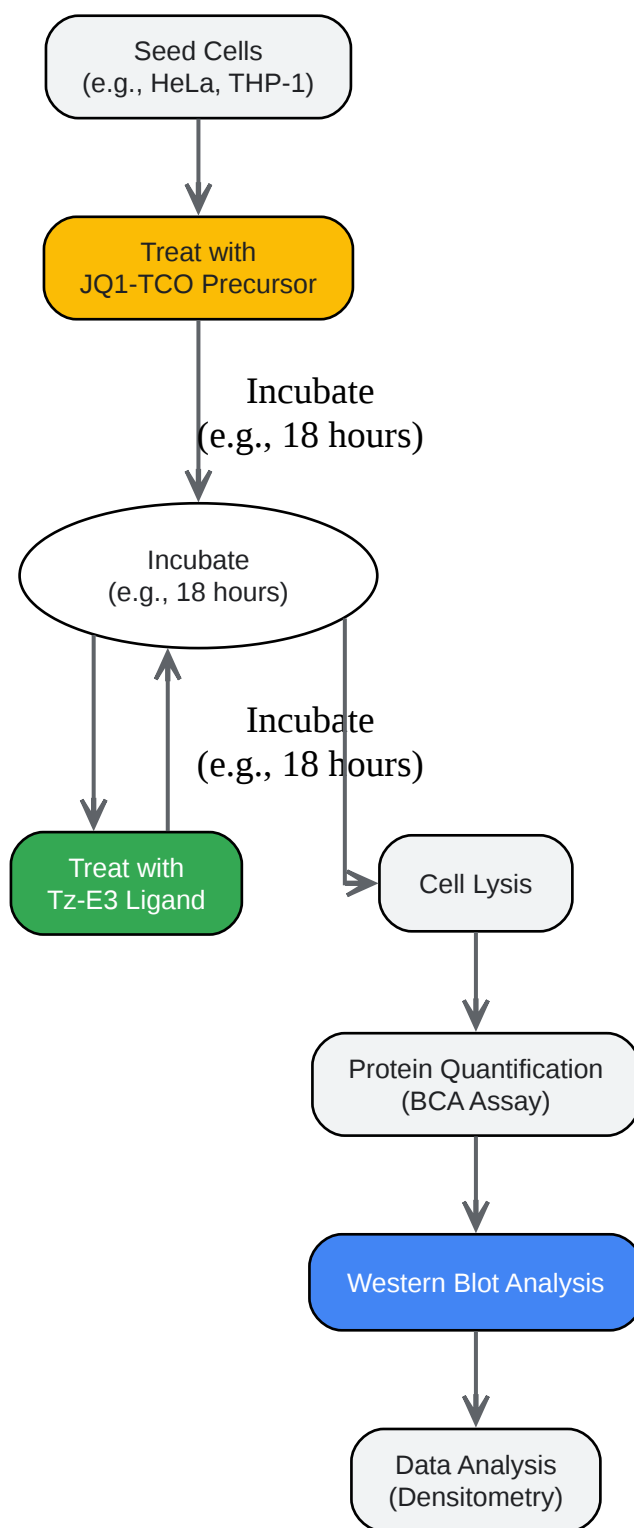 Seed Cells
(e.g., HeLa, THP-1)
Treat with
JQ1-TCO Precursor
Incubate
(e.g., 18 hours)
Incubate
(e.g., 18 hours)
Incubate
(e.g., 18 hours)
Treat with
Tz-E3 Ligand
Cell Lysis
Protein Quantification
(BCA Assay)
Western Blot Analysis
Data Analysis
(Densitometry)